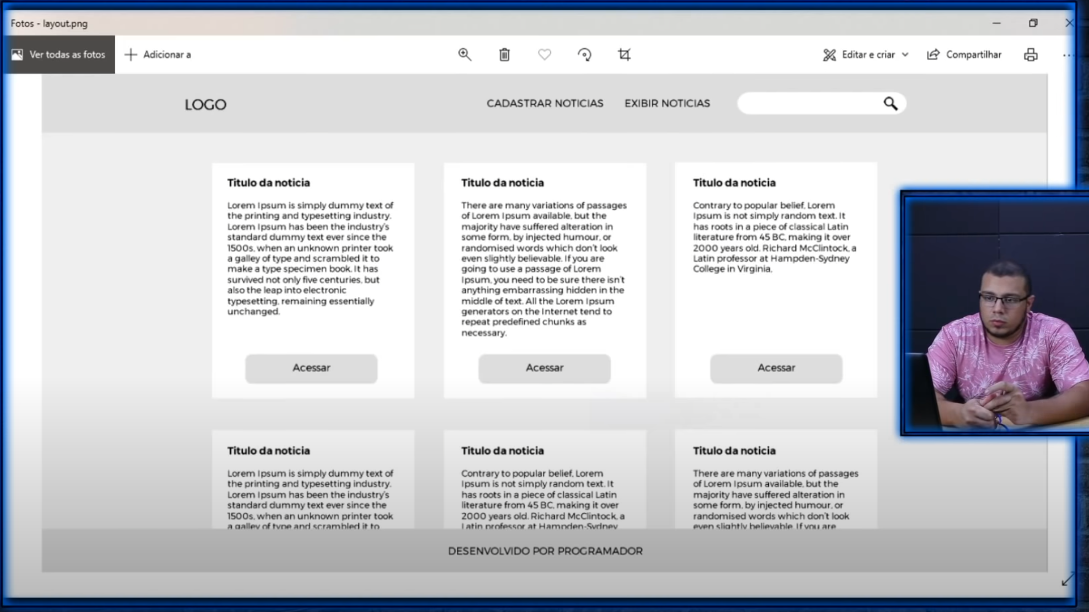 Fotos - layout.png
Ver todas as fotos
Adicionar a
Editar e criar
Compartilhar
LOGO
CADASTRAR NOTICIAS
EXIBIR NOTICIAS
Titulo da noticia
Lorem Ipsum is simply dummy text of
the printing and typesetting industry.
Lorem Ipsum has been the industry's
standard dummy text ever since the
1500s, when an unknown printer took
a galley of type and scrambled it to
make a type specimen book. It has
survived not only five centuries, but
also the leap into electronic
typesetting, remaining essentially
unchanged.
Acessar
Titulo da noticia
There are many variations of passages
of Lorem Ipsum available, but the
majority have suffered alteration in
some form, by injected humour, or
randomised words which don't look
even slightly believable. If you are
going to use a passage of Lorem
Ipsum, you need to be sure there isn't
anything embarrassing hidden in the
middle of text. All the Lorem Ipsum
generators on the Internet tend to
repeat predefined chunks as
necessary.
Acessar
Titulo da noticia
Contrary to popular belief, Lorem
Ipsum is not simply random text. It
has roots in a piece of classical Latin
literature from 45 BC, making it over
2000 years old. Richard McClintock, a
Latin professor at Hampden-Sydney
College in Virginia,
Acessar
Titulo da noticia
Lorem Ipsum is simply dummy text of
the printing and typesetting industry.
Lorem Ipsum has been the industry's
standard dummy text ever since the
1500s, when an unknown printer took
a galley of type and scrambled it to
Titulo da noticia
Contrary to popular belief, Lorem
Ipsum is not simply random text. It
has roots in a piece of classical Latin
literature from 45 BC, making it over
2000 years old. Richard McClintock, a
Latin professor at Hampden-Sydney
Titulo da noticia
There are many variations of passages
of Lorem Ipsum available, but the
majority have suffered alteration in
some form, by injected humour, or
randomised words which don't look
even slightly believable. If you are
DESENVOLVIDO POR PROGRAMADOR